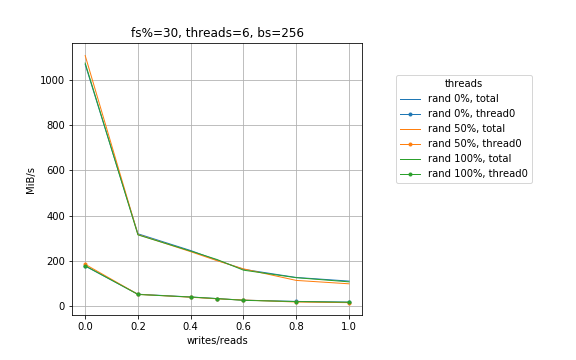 fs%=30, threads=6, bs=256
MiB/s
1000
800
600
400
200
0
0.0 0.2 0.4 0.6 0.8 1.0
writes/reads
threads
rand 0%, total
rand 0%, thread0
rand 50%, total
rand 50%, thread0
rand 100%, total
rand 100%, thread0